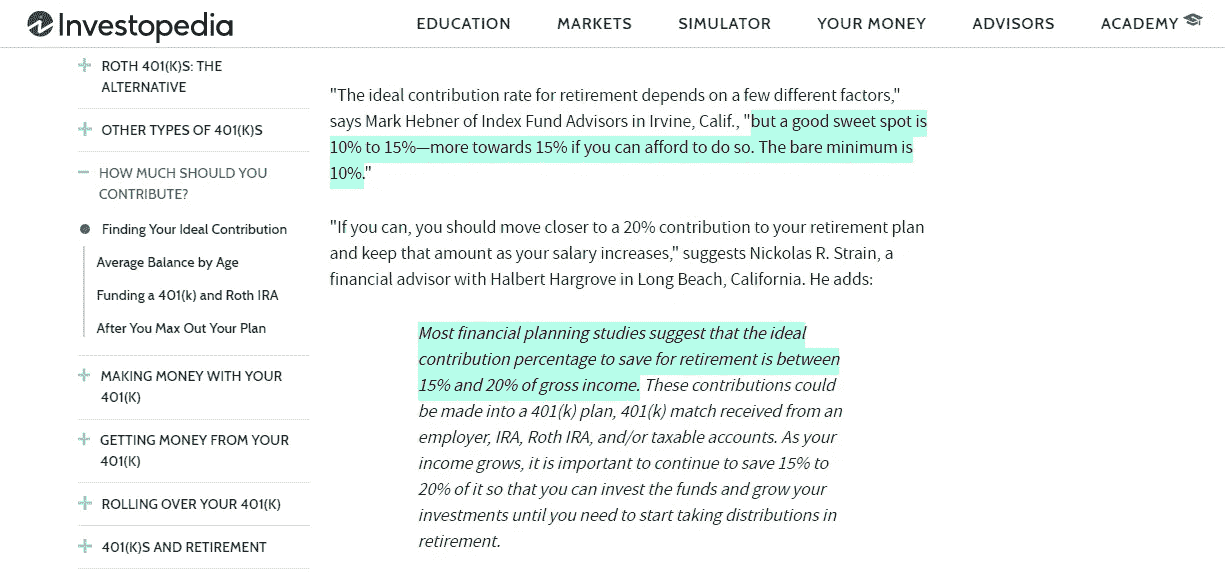 Investopedia
EDUCATION
MARKETS
SIMULATOR
YOUR MONEY
ADVISORS
ACADEMY
ROTH 401(K)S: THE
ALTERNATIVE
OTHER TYPES OF 401(K)S
HOW MUCH SHOULD YOU
CONTRIBUTE?
Finding Your Ideal Contribution
Average Balance by Age
Funding a 401(k) and Roth IRA
After You Max Out Your Plan
MAKING MONEY WITH YOUR
401(K)
GETTING MONEY FROM YOUR
401(K)
ROLLING OVER YOUR 401(K)
401(K)S AND RETIREMENT
"The ideal contribution rate for retirement depends on a few different factors,"
says Mark Hebner of Index Fund Advisors in Irvine, Calif., "but a good sweet spot is
10% to 15%—more towards 15% if you can afford to do so. The bare minimum is
10%."
"If you can, you should move closer to a 20% contribution to your retirement plan
and keep that amount as your salary increases," suggests Nickolas R. Strain, a
financial advisor with Halbert Hargrove in Long Beach, California. He adds:
Most financial planning studies suggest that the ideal
contribution percentage to save for retirement is between
15% and 20% of gross income. These contributions could
be made into a 401(k) plan, 401(k) match received from an
employer, IRA, Roth IRA, and/or taxable accounts. As your
income grows, it is important to continue to save 15% to
20% of it so that you can invest the funds and grow your
investments until you need to start taking distributions in
retirement.